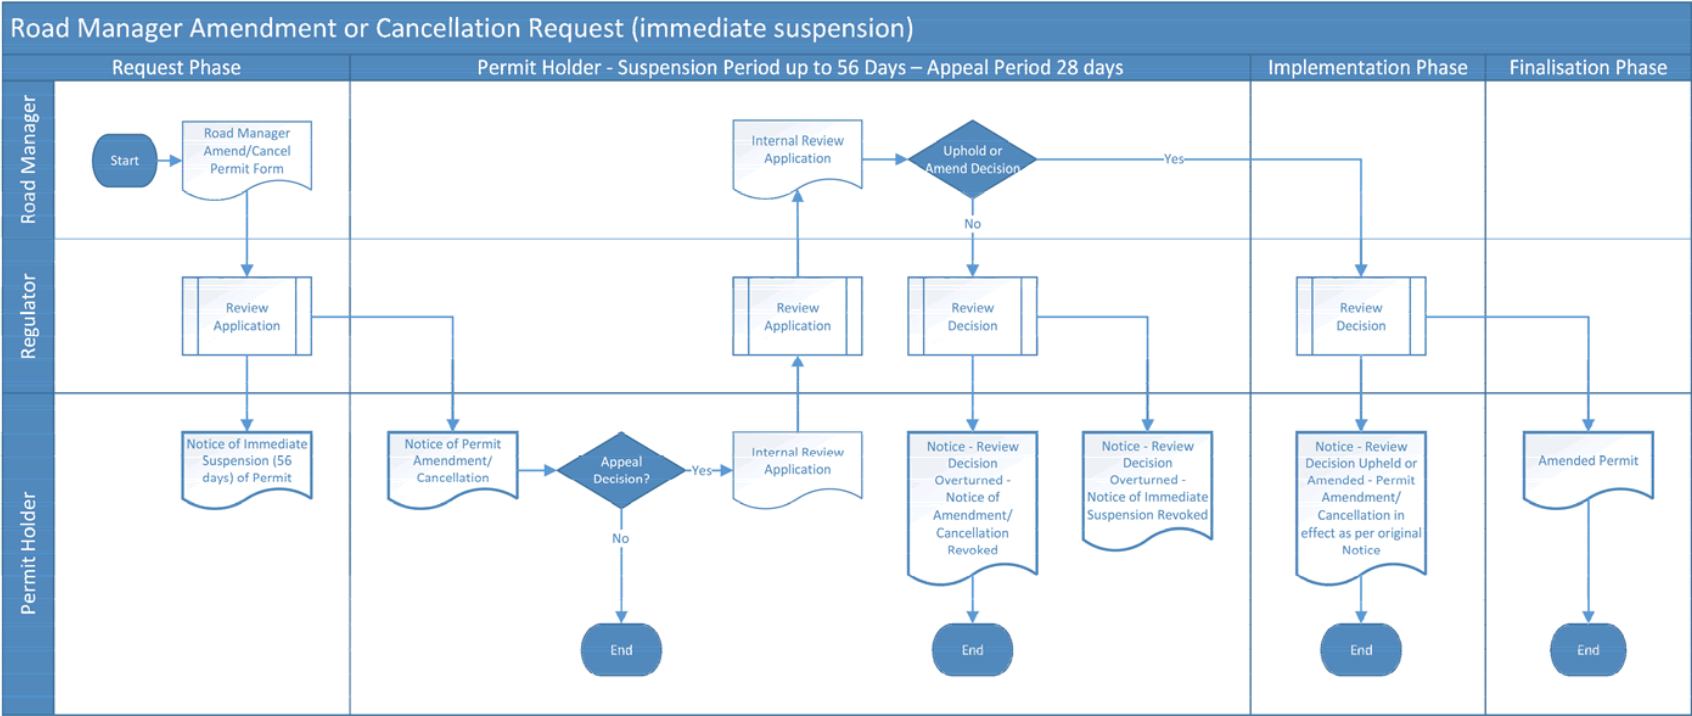 Road Manager Amendment or Cancellation Request (immediate suspension)
Request Phase
Permit Holder - Suspension Period up to 56 Days – Appeal Period 28 days
Implementation Phase
Finalisation Phase
Road Manager
Start
Road Manager
Amend/Cancel
Permit Form
Internal Review
Application
Uphold or
Amend Decision
Yes
No
Regulator
Review
Application
Review
Application
Review
Decision
Review
Decision
Permit Holder
Notice of Immediate
Suspension (56
days) of Permit
Notice of Permit
Amendment/
Cancellation
Appeal
Decision?
Yes
No
Internal Review
Application
Notice - Review
Decision
Overturned -
Notice of
Amendment/
Cancellation
Revoked
Notice - Review
Decision
Overturned -
Notice of Immediate
Suspension Revoked
Notice - Review
Decision Upheld or
Amended - Permit
Amendment/
Cancellation in
effect as per original
Notice
Amended Permit
End
End
End
End